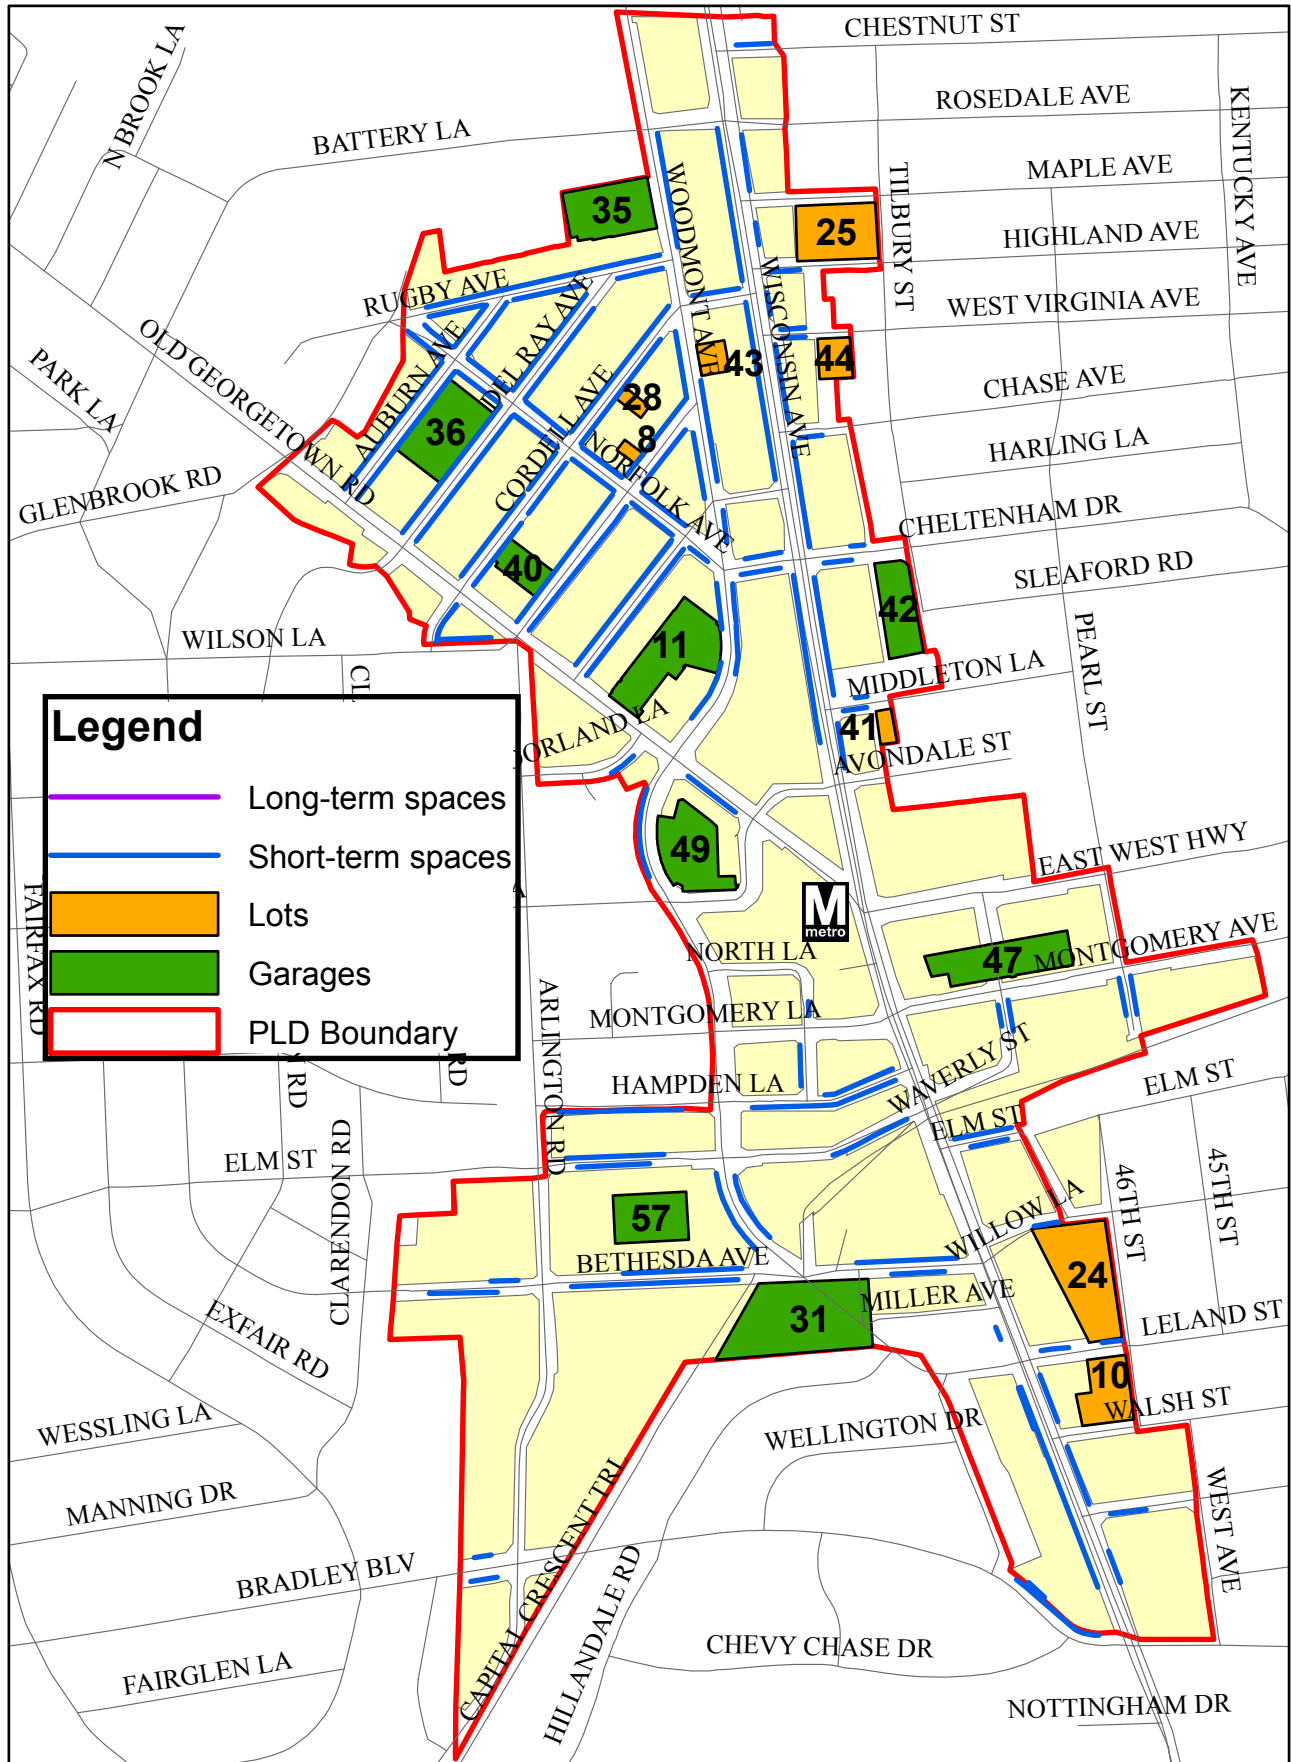 CHESTNUT ST
N BROOK LA
ROSEDALE AVE
KENTUCKY AVE
BATTERY LA
MAPLE AVE
WOODMONT AVE
TILBURY ST
35
25
HIGHLAND AVE
WISCONSIN AVE
RUGBY AVE
WEST VIRGINIA AVE
OLD GEORGETOWN RD
DEL RAY AVE
AUBURN AVE
PARK LA
43
44
CHASE AVE
CORDELL AVE
28
36
8
HARLING LA
NORFOLK AVE
GLENBROOK RD
CHELTENHAM DR
40
SLEAFORD RD
42
WILSON LA
11
PEARL ST
CL
MIDDLETON LA
Legend
ORLAND LA
41
AVONDALE ST
Long-term spaces
Short-term spaces
49
EAST WEST HWY
FAIRFAX RD
Lots
M
metro
MONTGOMERY AVE
NORTH LA
47
Garages
ARLINGTON RD
MONTGOMERY LA
PLD Boundary
RD
RD
HAMPDEN LA
WAVERLY ST
ELM ST
ELM ST
CLARENDON RD
ELM ST
46TH ST
45TH ST
57
WILLOW LA
BETHESDA AVE
24
MILLER AVE
31
EXFAIR RD
LELAND ST
10
WALSH ST
WESSLING LA
WELLINGTON DR
CAPITAL CRESCENT TRL
MANNING DR
WEST AVE
HILLANDALE RD
BRADLEY BLV
CHEVY CHASE DR
FAIRGLEN LA
NOTTINGHAM DR